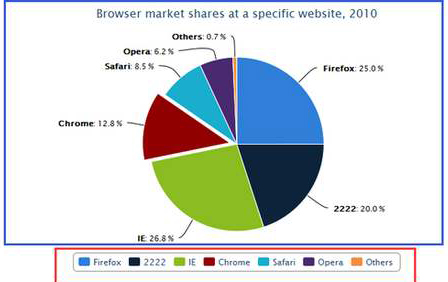 Browser market shares at a specific website, 2010
Others: 0.7 %
Opera: 6.2 %
Safari: 8.5 %
Firefox: 25.0 %
Chrome: 12.8 %
2222: 20.0 %
IE: 26.8 %
Firefox 2222 IE Chrome Safari Opera Others